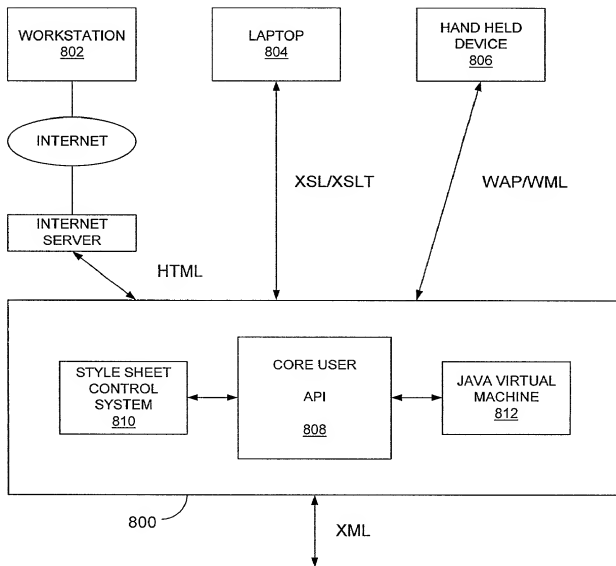 WORKSTATION
802
LAPTOP
804
HAND HELD
DEVICE
806
INTERNET
XSL/XSLT
WAP/WML
INTERNET
SERVER
HTML
STYLE SHEET
CONTROL
SYSTEM
810
CORE USER
API
808
JAVA VIRTUAL
MACHINE
812
800
XML